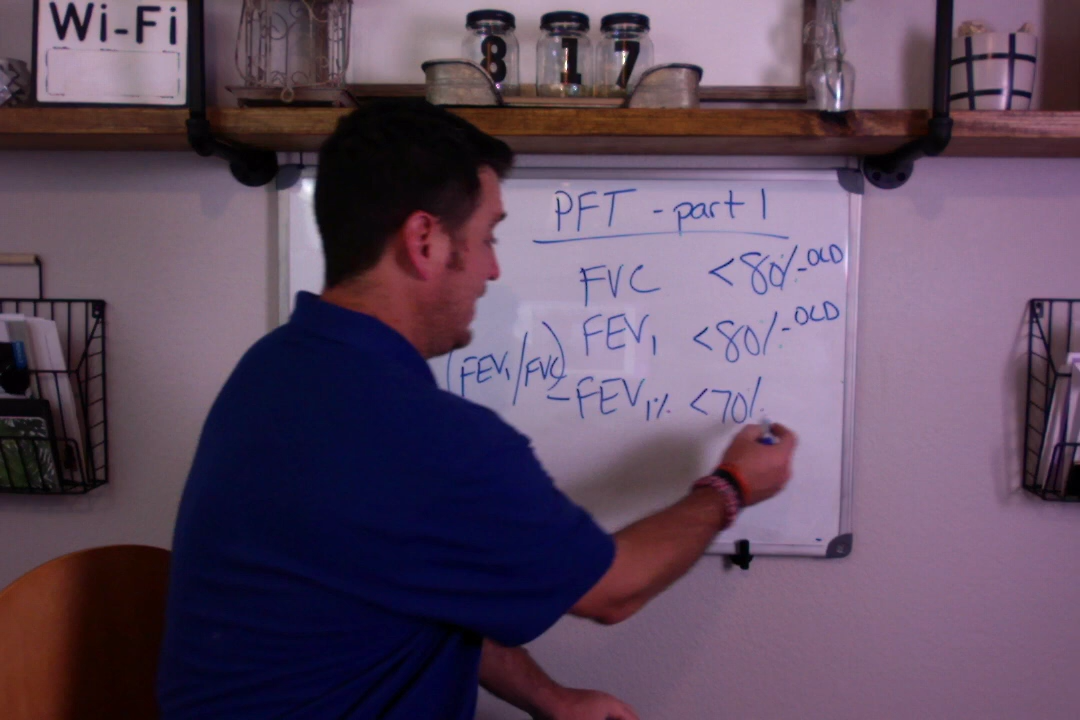 Wi-Fi
8 1 7
PFT - part 1
FVC <80% - OLD
FEV1 <80% - OLD
(FEV1/FVC) - FEV1% <70%